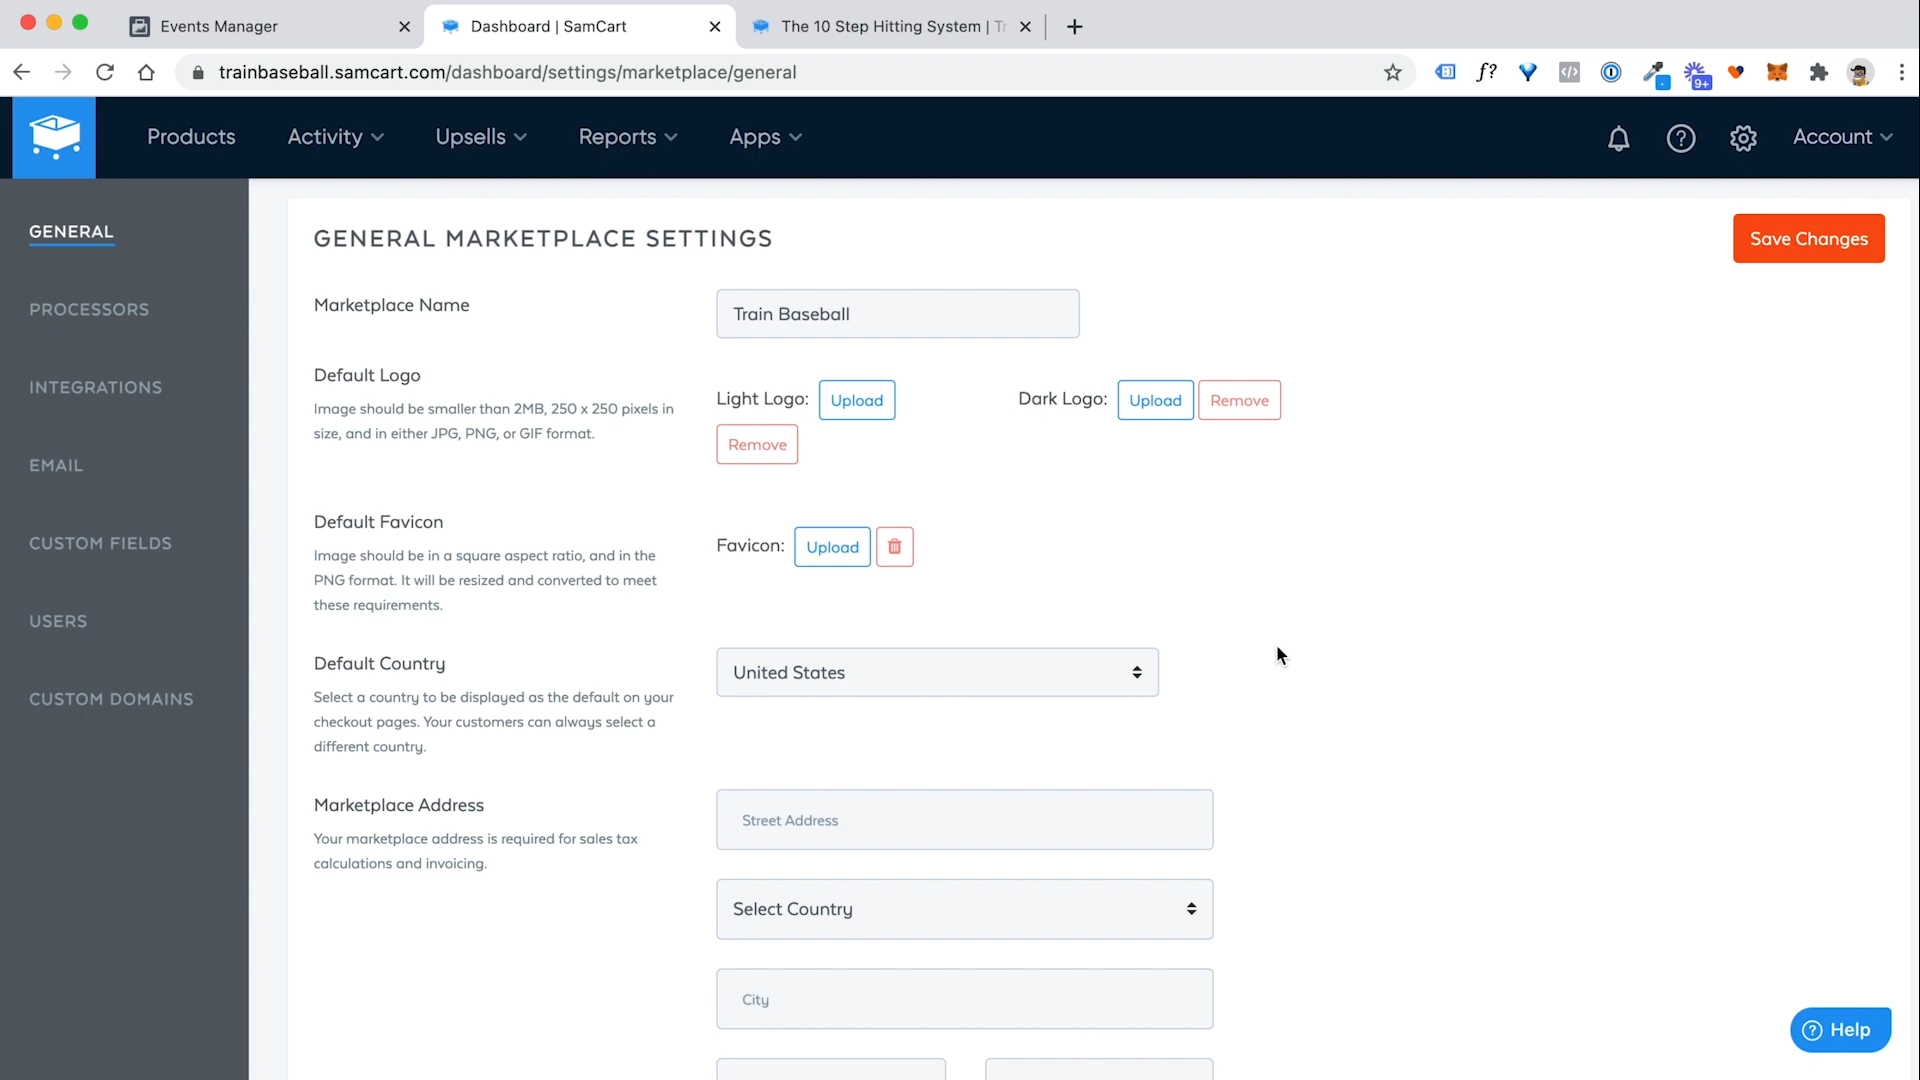 Events Manager
Dashboard | SamCart
The 10 Step Hitting System | Tr
trainbaseball.samcart.com/dashboard/settings/marketplace/general
f?
9+
Products
Activity
Upsells
Reports
Apps
Account
GENERAL
PROCESSORS
INTEGRATIONS
EMAIL
CUSTOM FIELDS
USERS
CUSTOM DOMAINS
GENERAL MARKETPLACE SETTINGS
Save Changes
Marketplace Name
Train Baseball
Default Logo
Image should be smaller than 2MB, 250 x 250 pixels in
size, and in either JPG, PNG, or GIF format.
Light Logo: Upload
Remove
Dark Logo: Upload Remove
Default Favicon
Image should be in a square aspect ratio, and in the
PNG format. It will be resized and converted to meet
these requirements.
Favicon: Upload
Default Country
Select a country to be displayed as the default on your
checkout pages. Your customers can always select a
different country.
United States
Marketplace Address
Your marketplace address is required for sales tax
calculations and invoicing.
Street Address
Select Country
City
Help